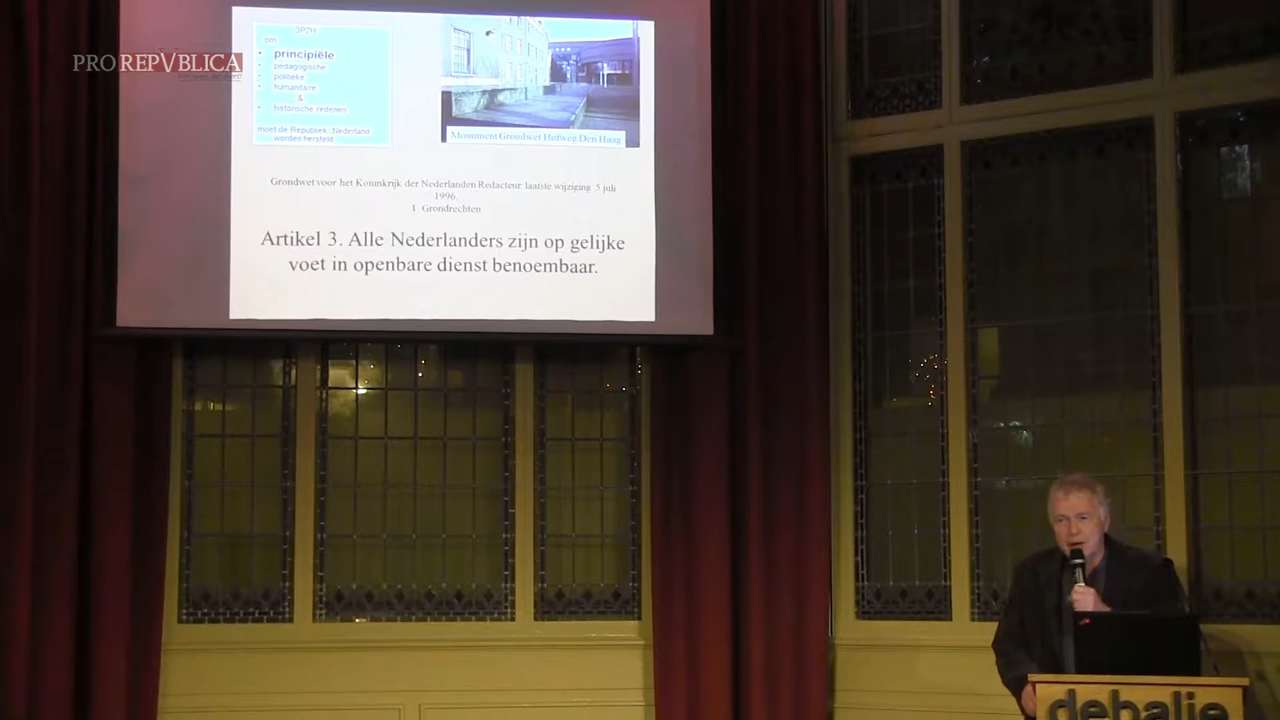 PRO REPVBLICA
3P2H
om
• principiële
• pedagogische
• politieke
• humanitaire
&
• historische redenen
moet de Republiek Nederland
worden hersteld
Monument Grondwet Hofweg Den Haag
Grondwet voor het Koninkrijk der Nederlanden Redacteur: laatste wijziging 5 juli
1996.
1 Grondrechten
Artikel 3. Alle Nederlanders zijn op gelijke
voet in openbare dienst benoembaar.
debalie